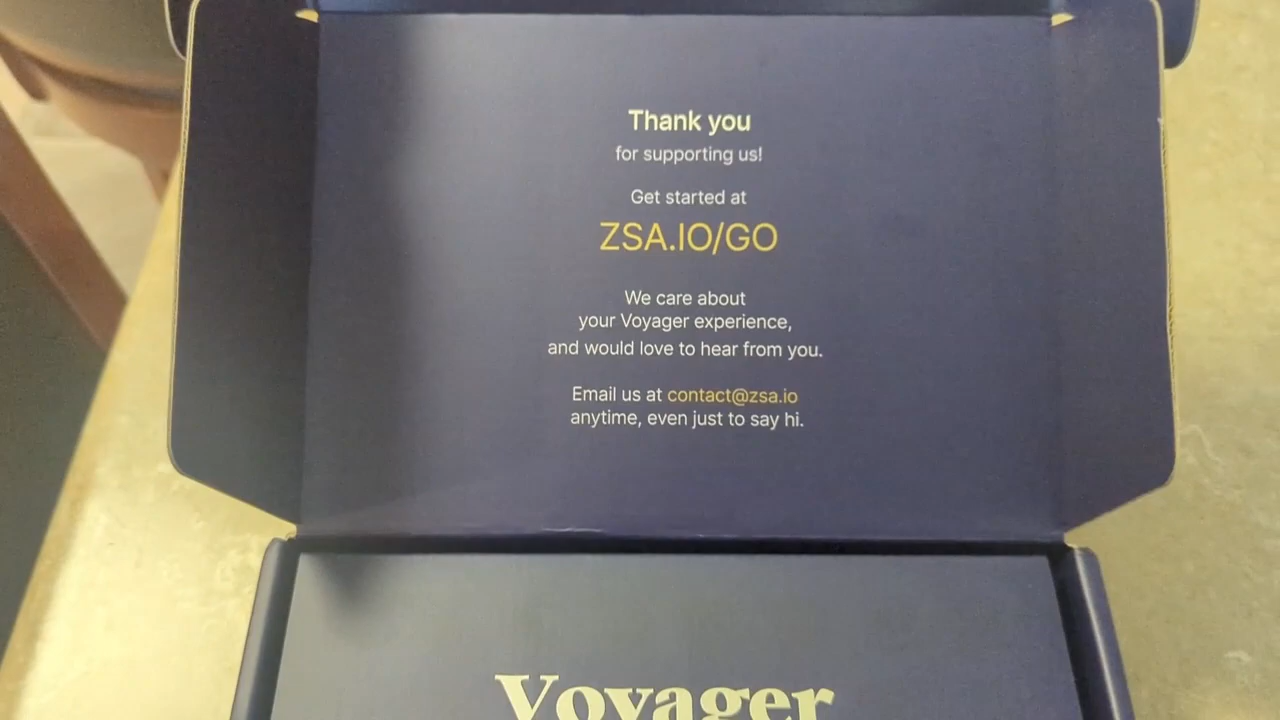 Thank you
for supporting us!
Get started at
ZSA.IO/GO
We care about
your Voyager experience,
and would love to hear from you.
Email us at contact@zsa.io
anytime, even just to say hi.
Voyager